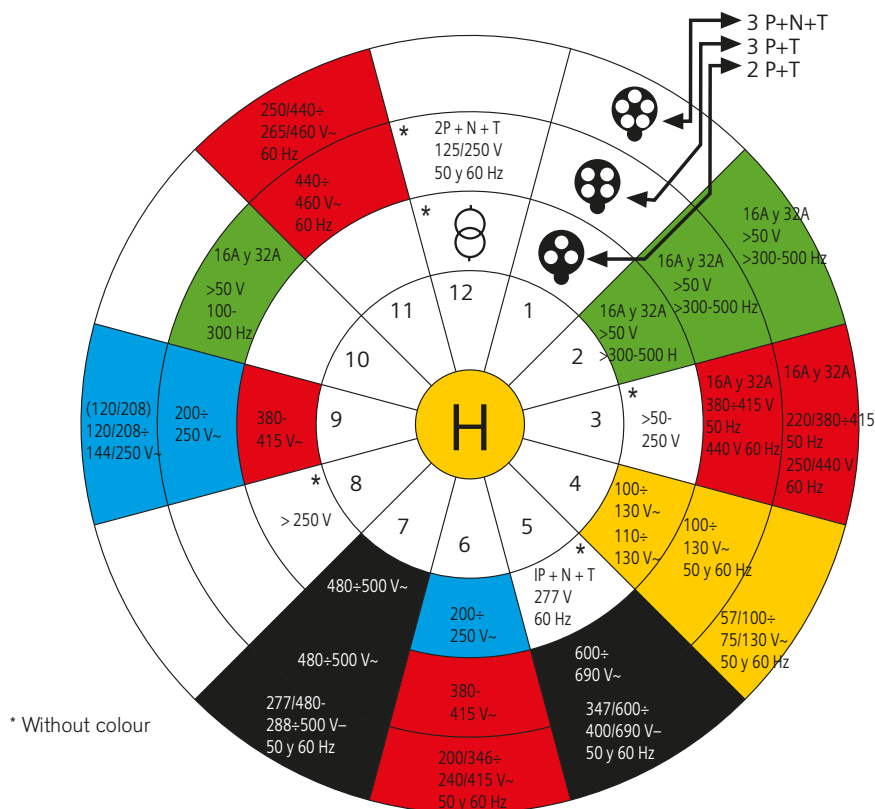 3 P+N+T
3 P+T
2 P+T
250/440÷
265/460 V~
60 Hz
440÷
460 V~
60 Hz
*
2P + N + T
125/250 V
50 y 60 Hz
*
16A y 32A
>50 V
>300-500 Hz
16A y 32A
>50 V
>300-500 Hz
16A y 32A
>50 V
>300-500 H
16A y 32A
>50 V
100-
300 Hz
12
1
2
3
4
5
6
7
8
9
10
11
H
(120/208)
120/208÷
144/250 V~
200÷
250 V~
380-
415 V~
*
>50-
250 V
16A y 32A
380÷415 V
50 Hz
440 V 60 Hz
16A y 32A
220/380÷415
50 Hz
250/440 V
60 Hz
*
> 250 V
100÷
130 V~
110÷
130 V~
100÷
130 V~
50 y 60 Hz
57/100÷
75/130 V~
50 y 60 Hz
*
IP + N + T
277 V
60 Hz
480÷500 V~
480÷500 V~
277/480-
288÷500 V–
50 y 60 Hz
200÷
250 V~
380-
415 V~
200/346÷
240/415 V~
50 y 60 Hz
600÷
690 V~
347/600÷
400/690 V–
50 y 60 Hz
* Without colour